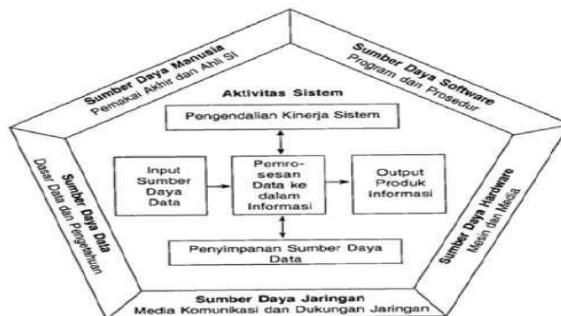 Sumber Daya Manusia
Pemakai Akhir dan Ahli SI
Sumber Daya Software
Program dan Prosedur
Aktivitas Sistem
Pengendalian Kinerja Sistem
Input
Sumber
Daya
Data
Pemro-
sesan
Data ke
dalam
Informasi
Output
Produk
Informasi
Penyimpanan Sumber Daya
Data
Sumber Daya Data
Dasar Data dan Pengetahuan
Sumber Daya Hardware
Mesin dan Media
Sumber Daya Jaringan
Media Komunikasi dan Dukungan Jaringan